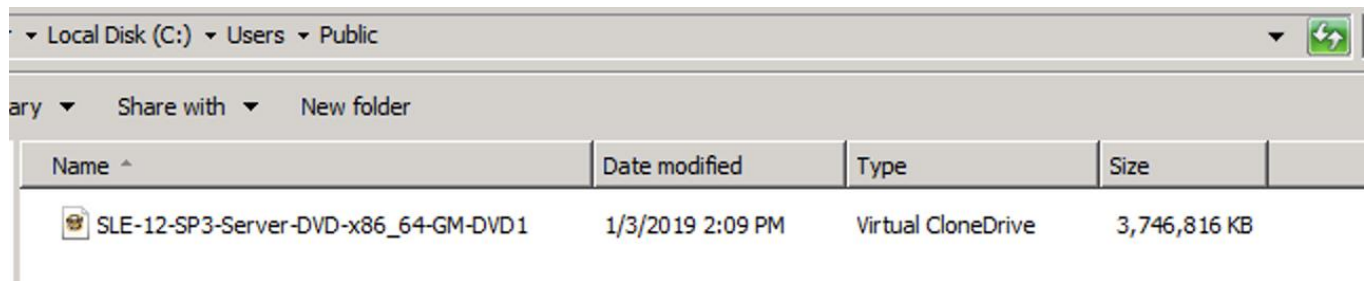 Local Disk (C:) Users Public
ary Share with New folder
Name Date modified Type Size
SLE-12-SP3-Server-DVD-x86_64-GM-DVD1 1/3/2019 2:09 PM Virtual CloneDrive 3,746,816 KB